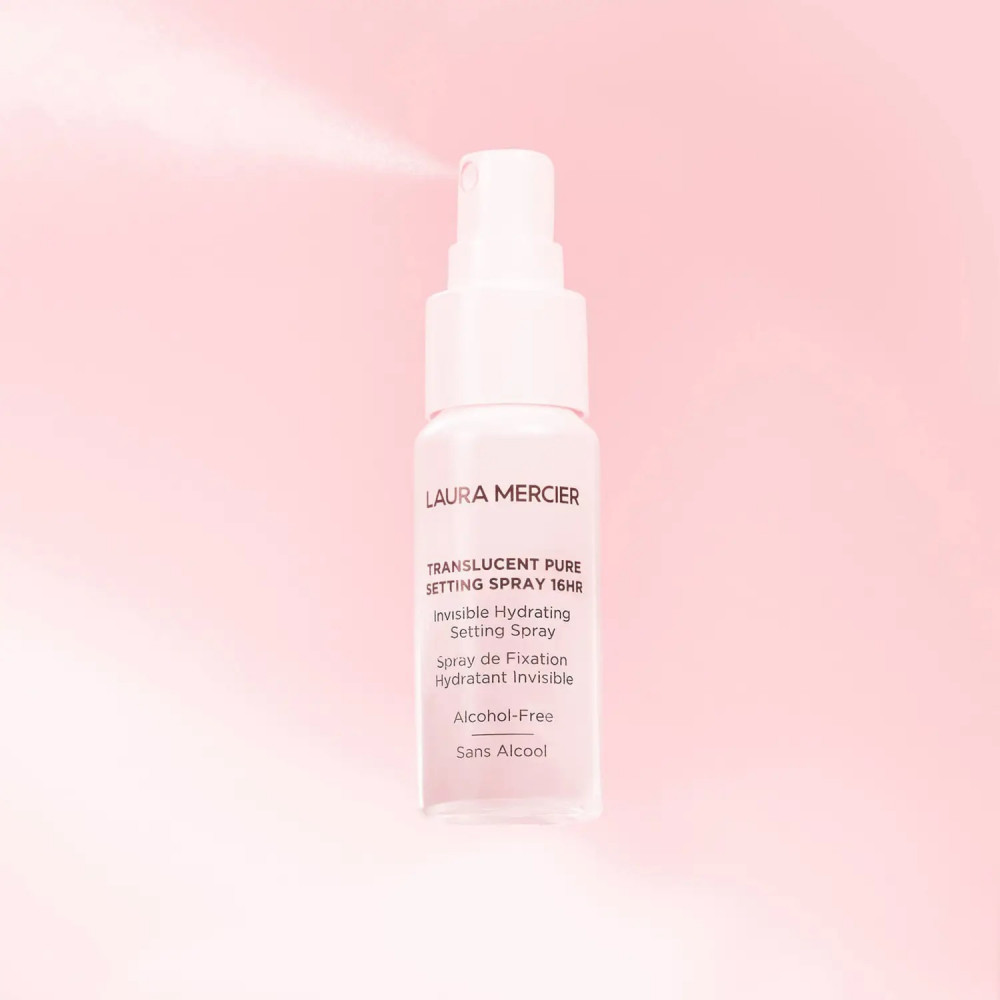 LAURA MERCIER
TRANSLUCENT PURE
SETTING SPRAY 16HR
Invisible Hydrating
Setting Spray
Spray de Fixation
Hydratant Invisible
Alcohol-Free
Sans Alcool